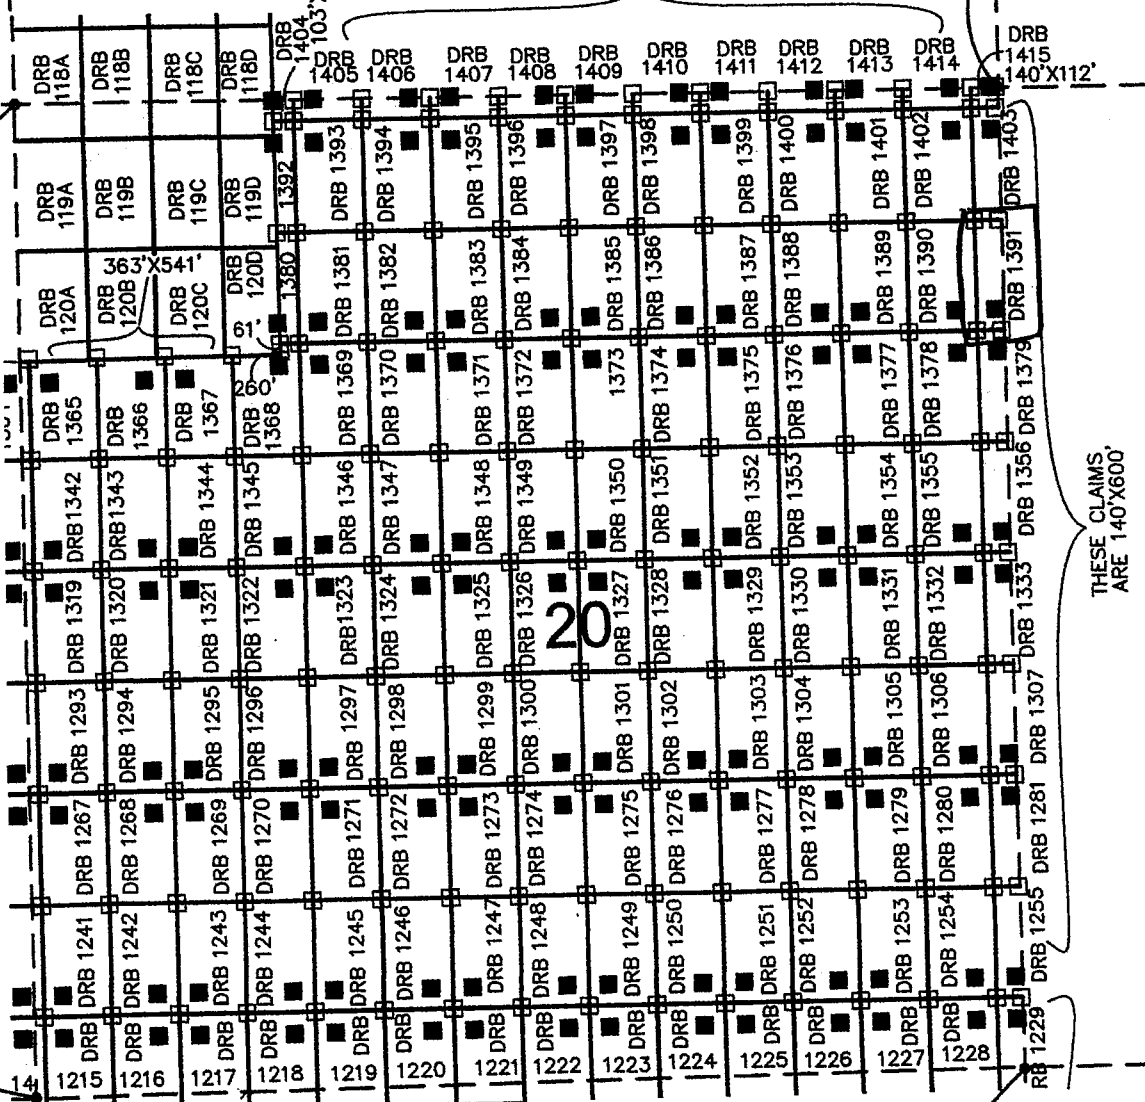 DRB 1404
103'
DRB 1405
DRB 1406
DRB 1407
DRB 1408
DRB 1409
DRB 1410
DRB 1411
DRB 1412
DRB 1413
DRB 1414
DRB 1415
140'X112'
DRB 118A
DRB 118B
DRB 118C
DRB 118D
DRB 119A
DRB 119B
DRB 119C
DRB 119D
1392
DRB 1393
DRB 1394
DRB 1395
DRB 1396
DRB 1397
DRB 1398
DRB 1399
DRB 1400
DRB 1401
DRB 1402
DRB 1403
363'X541'
DRB 120A
DRB 120B
DRB 120C
DRB 120D
1380
DRB 1381
DRB 1382
DRB 1383
DRB 1384
DRB 1385
DRB 1386
DRB 1387
DRB 1388
DRB 1389
DRB 1390
DRB 1391
61'
260'
DRB 1365
DRB 1366
DRB 1367
DRB 1368
DRB 1369
DRB 1370
DRB 1371
DRB 1372
1373
DRB 1374
DRB 1375
DRB 1376
DRB 1377
DRB 1378
DRB 1379
DRB1342
DRB1343
DRB 1344
DRB 1345
DRB 1346
DRB 1347
DRB 1348
DRB 1349
DRB 1350
DRB 1351
DRB 1352
DRB 1353
DRB 1354
DRB 1355
DRB 1356
THESE CLAIMS
ARE 140'X600'
DRB 1319
DRB 1320
DRB 1321
DRB 1322
DRB1323
DRB 1324
DRB 1325
DRB 1326
DRB 1327
DRB 1328
DRB 1329
DRB 1330
DRB 1331
DRB 1332
DRB 1333
20
DRB 1293
DRB 1294
DRB 1295
DRB 1296
DRB 1297
DRB 1298
DRB 1299
DRB 1300
DRB 1301
DRB 1302
DRB 1303
DRB 1304
DRB 1305
DRB 1306
DRB 1307
DRB 1267
DRB 1268
DRB 1269
DRB 1270
DRB 1271
DRB 1272
DRB 1273
DRB 1274
DRB 1275
DRB 1276
DRB 1277
DRB 1278
DRB 1279
DRB 1280
DRB 1281
DRB 1241
DRB 1242
DRB 1243
DRB 1244
DRB 1245
DRB 1246
DRB 1247
DRB 1248
DRB 1249
DRB 1250
DRB 1251
DRB 1252
DRB 1253
DRB 1254
DRB 1255
14
DRB 1215
DRB 1216
DRB 1217
DRB 1218
DRB 1219
DRB 1220
DRB 1221
DRB 1222
DRB 1223
DRB 1224
DRB 1225
DRB 1226
DRB 1227
DRB 1228
RB 1229